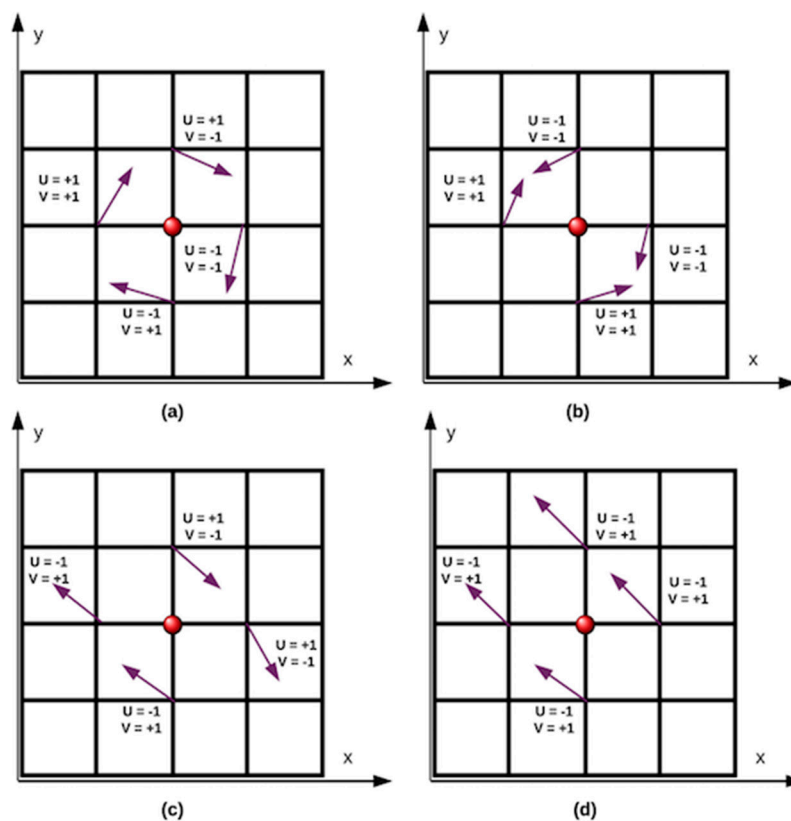 y
U = +1
V = -1
U = +1
V = +1
U = -1
V = -1
U = -1
V = +1
x
(a)
y
U = -1
V = -1
U = +1
V = +1
U = -1
V = -1
U = +1
V = +1
x
(b)
y
U = +1
V = -1
U = -1
V = +1
U = +1
V = -1
U = -1
V = +1
x
(c)
y
U = -1
V = +1
U = -1
V = +1
U = -1
V = +1
U = -1
V = +1
x
(d)